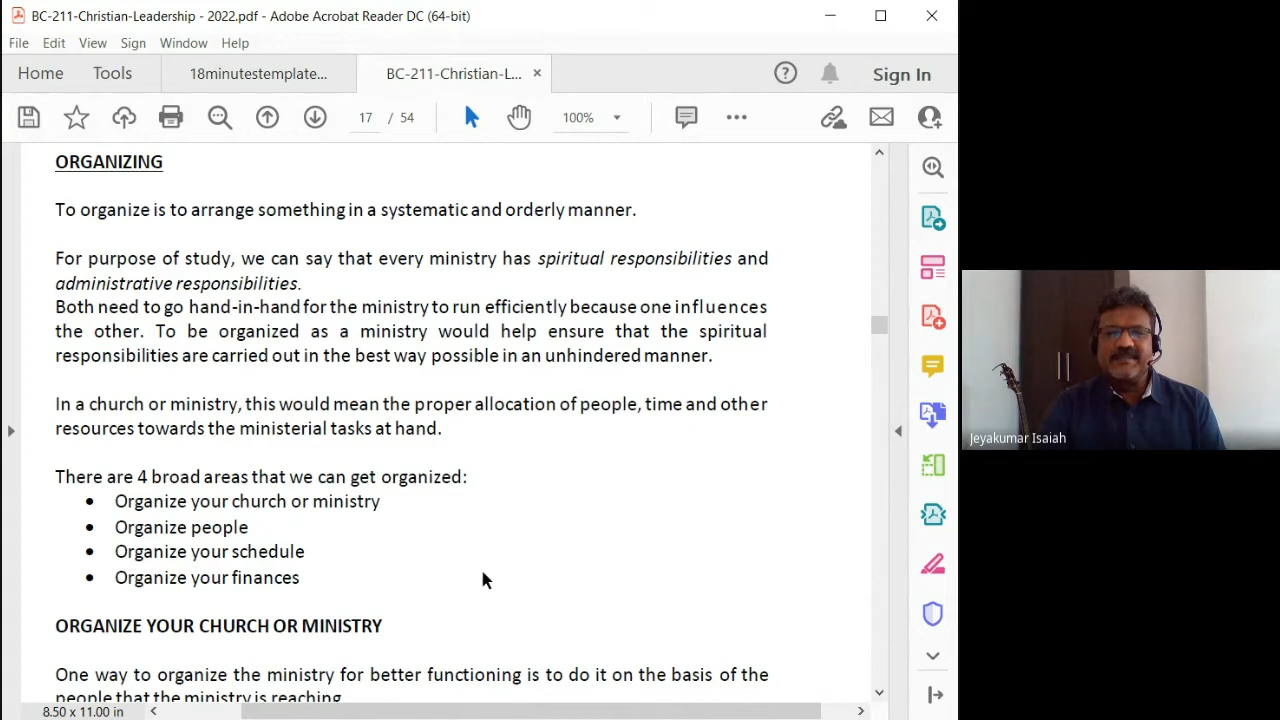 BC-211-Christian-Leadership - 2022.pdf - Adobe Acrobat Reader DC (64-bit)
File Edit View Sign Window Help
Home Tools 18minutestemplate... BC-211-Christian-L... × Sign In
17 / 54 100%
ORGANIZING
To organize is to arrange something in a systematic and orderly manner.
For purpose of study, we can say that every ministry has spiritual responsibilities and
administrative responsibilities.
Both need to go hand-in-hand for the ministry to run efficiently because one influences
the other. To be organized as a ministry would help ensure that the spiritual
responsibilities are carried out in the best way possible in an unhindered manner.
In a church or ministry, this would mean the proper allocation of people, time and other
resources towards the ministerial tasks at hand.
There are 4 broad areas that we can get organized:
• Organize your church or ministry
• Organize people
• Organize your schedule
• Organize your finances
ORGANIZE YOUR CHURCH OR MINISTRY
One way to organize the ministry for better functioning is to do it on the basis of the
people that the ministry is reaching
8.50 x 11.00 in
Jeyakumar Isaiah